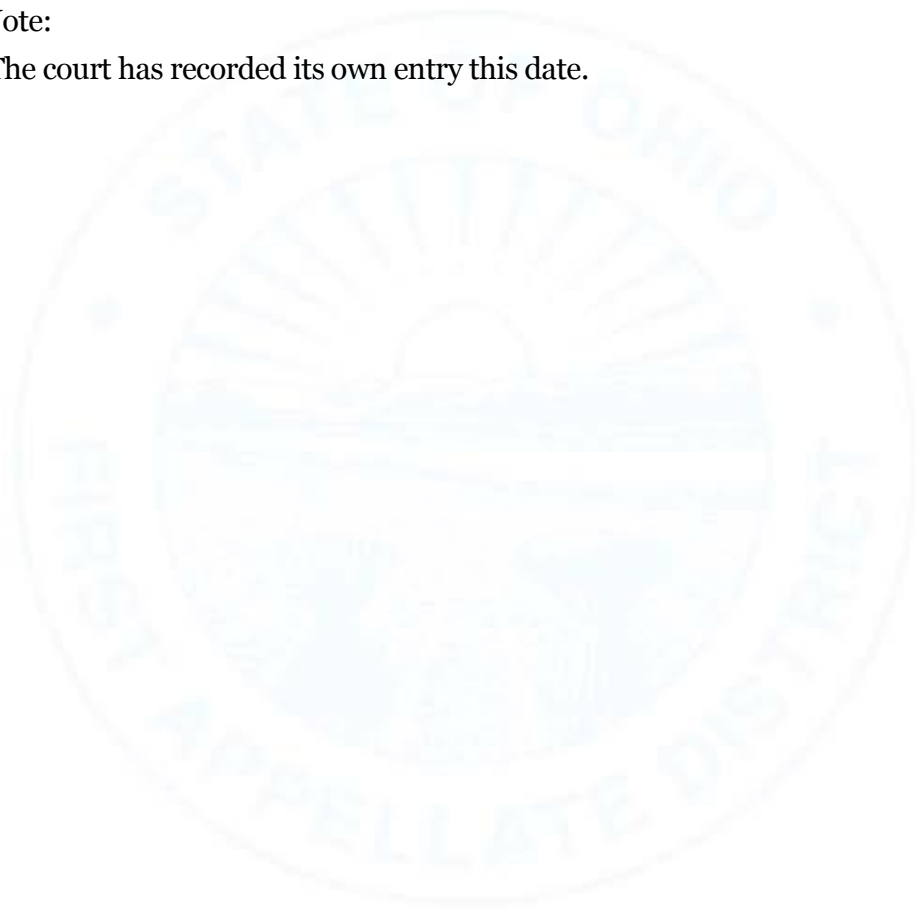 ote:
The court has recorded its own entry this date.
STATE OF OHIO
FIRST APPELLATE DISTRICT